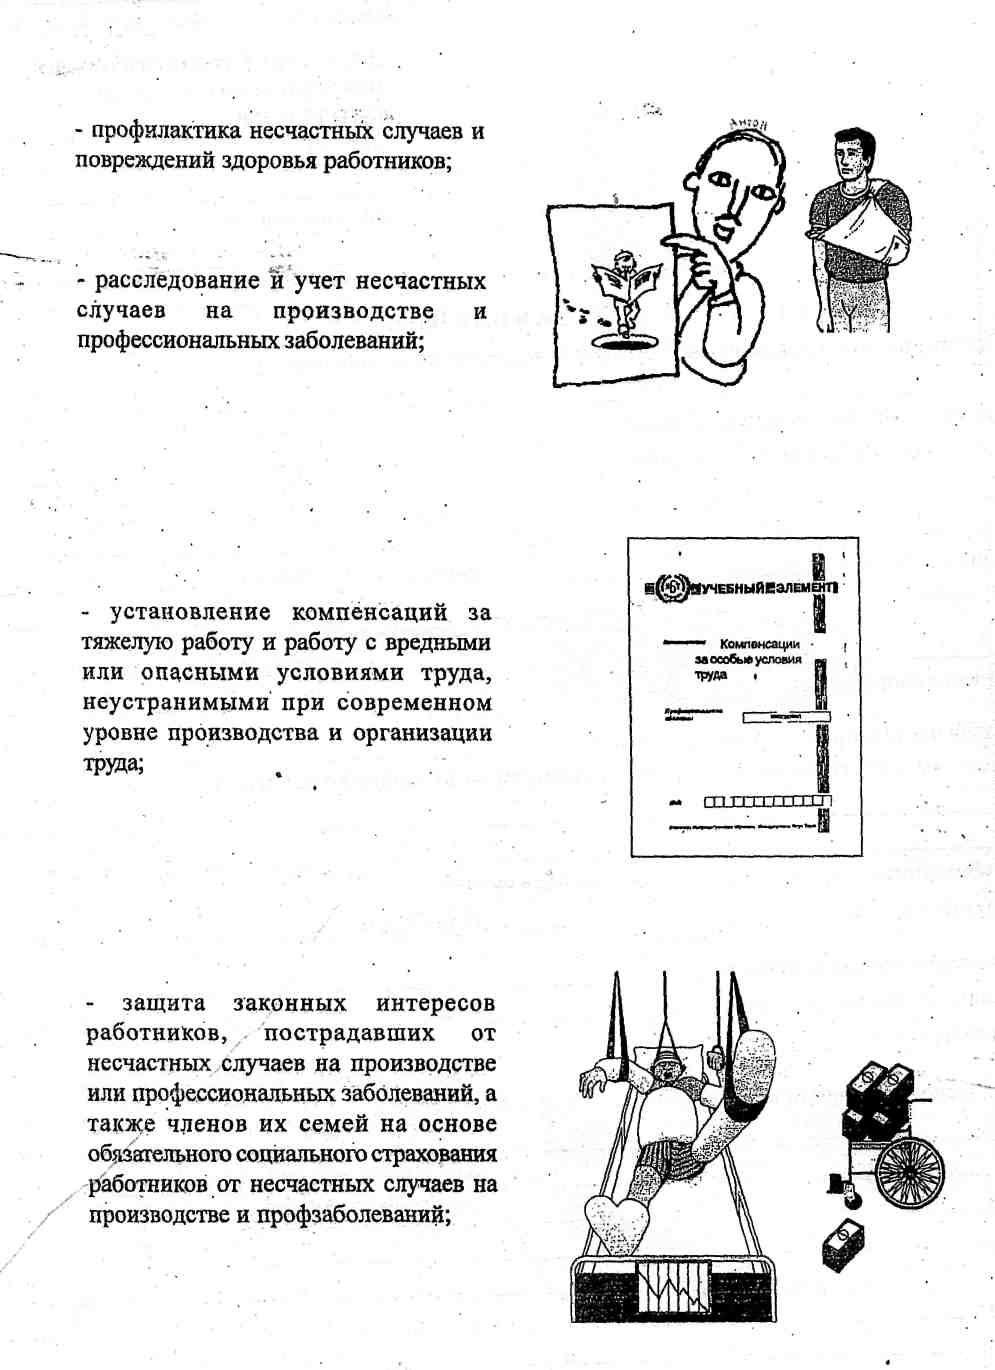 - профилактика несчастных случаев и
повреждений здоровья работников;
Антон
- расследование и учет несчастных
случаев на производстве и
профессиональных заболеваний;
- установление компенсаций за
тяжелую работу и работу с вредными
или опасными условиями труда,
неустранимыми при современном
уровне производства и организации
труда;
УЧЕБНЫЙ ЭЛЕМЕНТ
Компенсации
за особые условия
труда
- защита законных интересов
работников, пострадавших от
несчастных случаев на производстве
или профессиональных заболеваний, а
также членов их семей на основе
обязательного социального страхования
работников от несчастных случаев на
производстве и профзаболеваний;